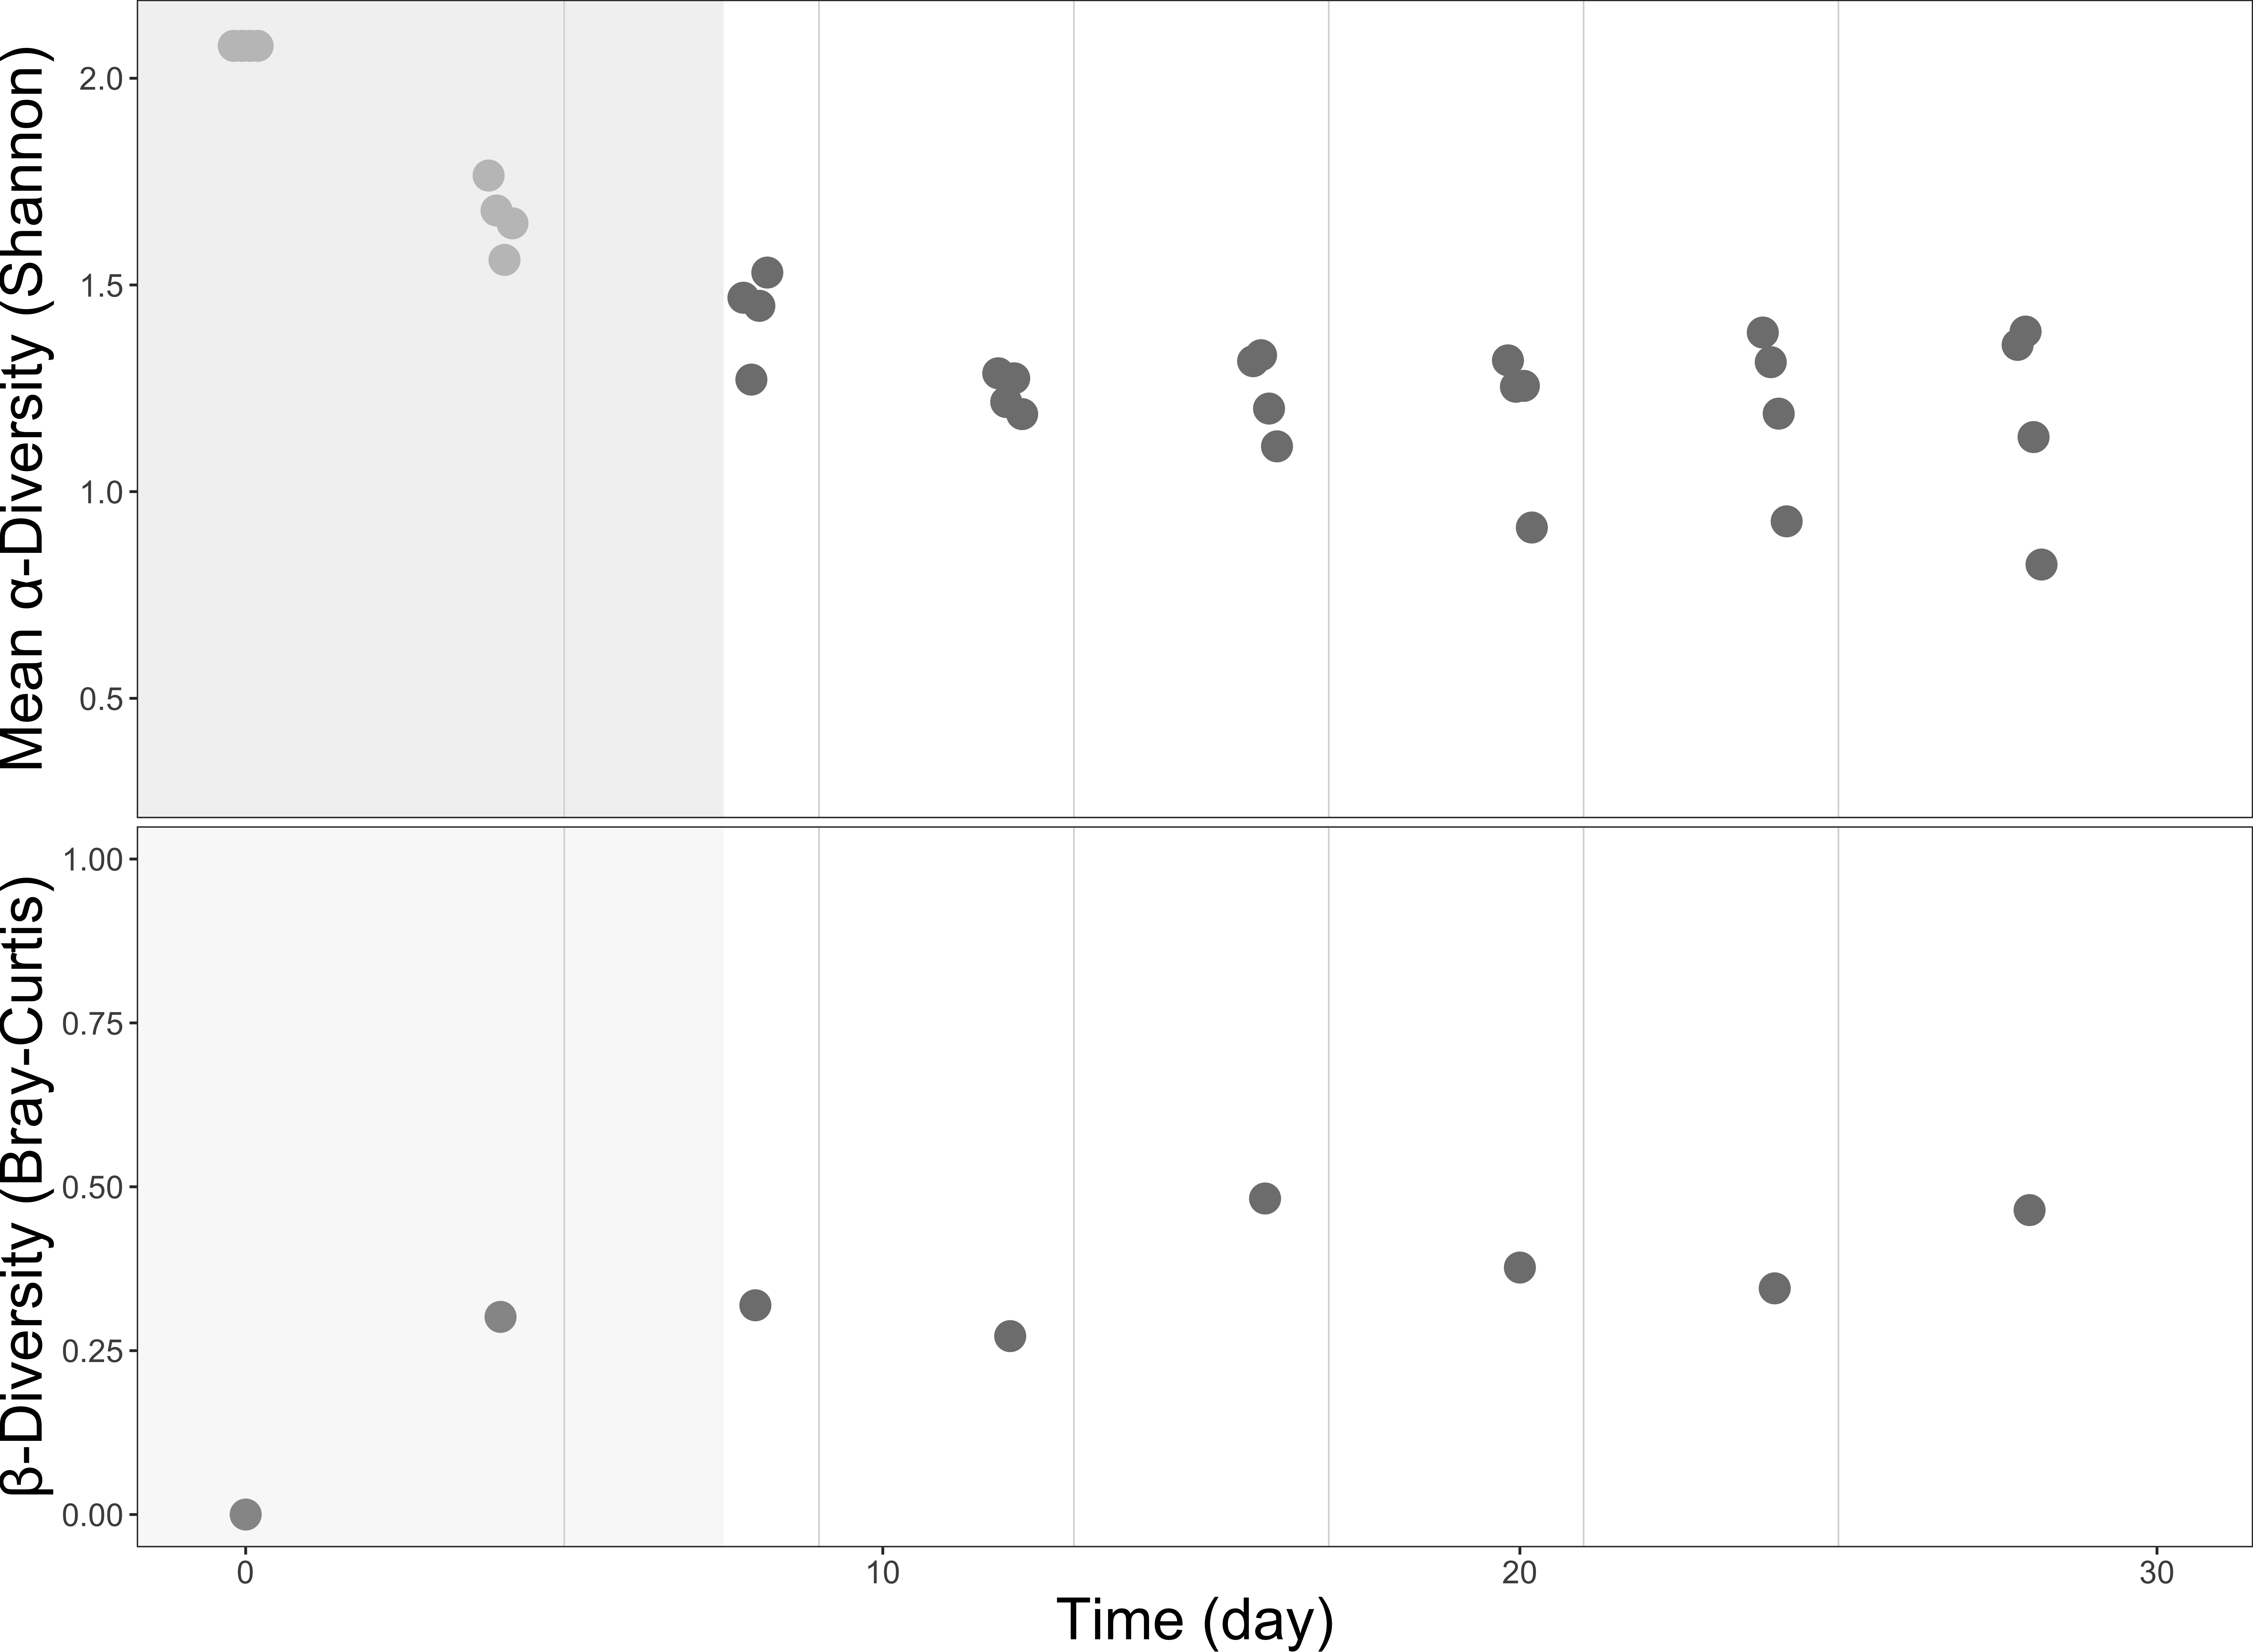 Mean α-Diversity (Shannon)
2.0
1.5
1.0
0.5
β-Diversity (Bray-Curtis)
1.00
0.75
0.50
0.25
0.00
0 10 20 30
Time (day)